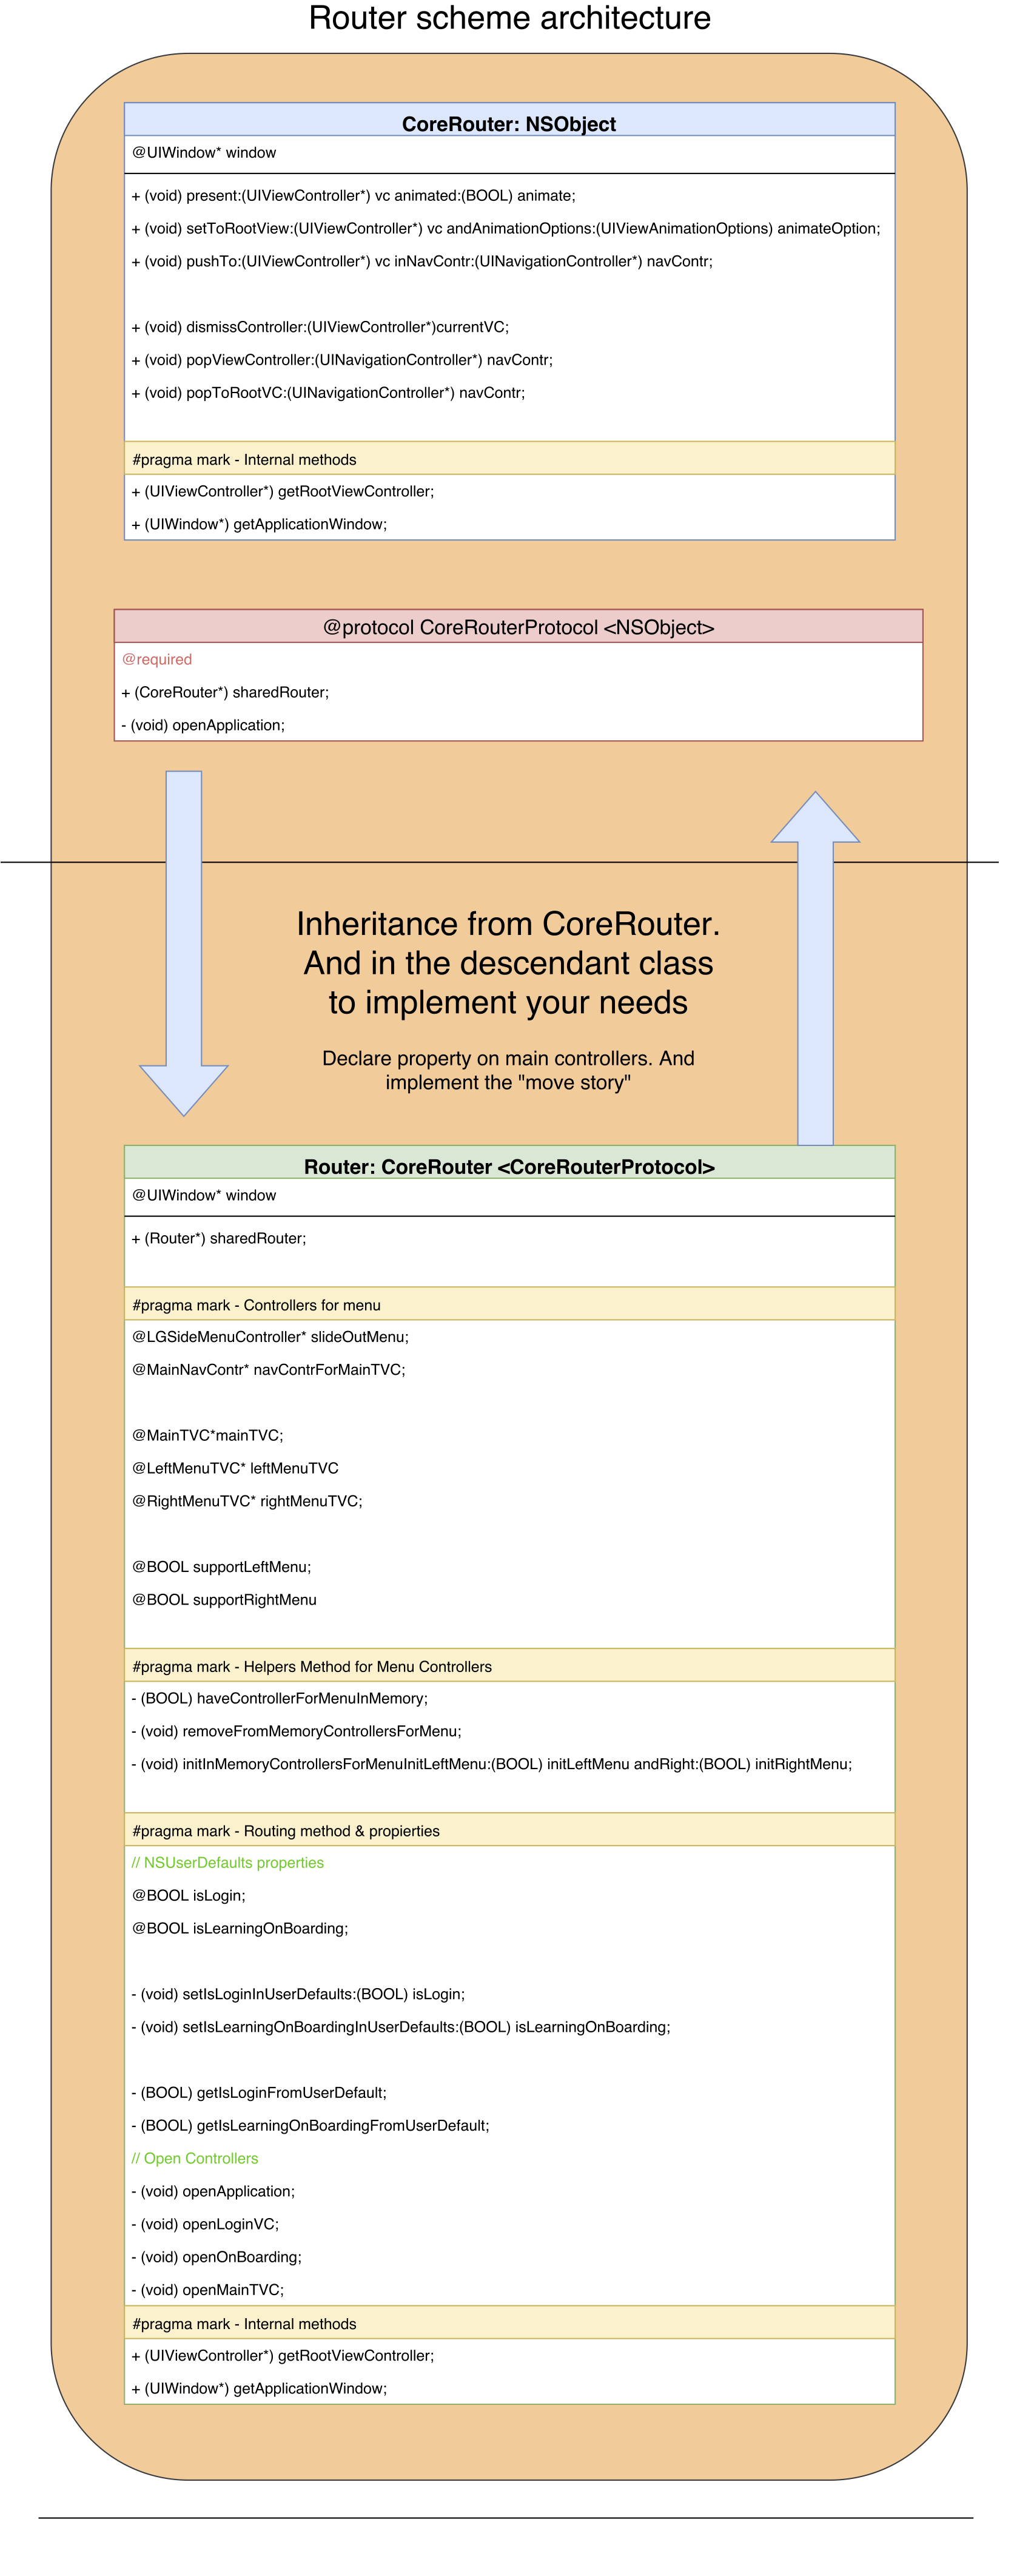 Router scheme architecture
CoreRouter: NSObject
@UIWindow* window
+ (void) present:(UIViewController*) vc animated:(BOOL) animate;
+ (void) setToRootView:(UIViewController*) vc andAnimationOptions:(UIViewAnimationOptions) animateOption;
+ (void) pushTo:(UIViewController*) vc inNavContr:(UINavigationController*) navContr;
+ (void) dismissController:(UIViewController*)currentVC;
+ (void) popViewController:(UINavigationController*) navContr;
+ (void) popToRootVC:(UINavigationController*) navContr;
#pragma mark - Internal methods
+ (UIViewController*) getRootViewController;
+ (UIWindow*) getApplicationWindow;
@protocol CoreRouterProtocol <NSObject>
@required
+ (CoreRouter*) sharedRouter;
- (void) openApplication;
Inheritance from CoreRouter.
And in the descendant class
to implement your needs
Declare property on main controllers. And
implement the "move story"
Router: CoreRouter <CoreRouterProtocol>
@UIWindow* window
+ (Router*) sharedRouter;
#pragma mark - Controllers for menu
@LGSideMenuController* slideOutMenu;
@MainNavContr* navContrForMainTVC;
@MainTVC*mainTVC;
@LeftMenuTVC* leftMenuTVC
@RightMenuTVC* rightMenuTVC;
@BOOL supportLeftMenu;
@BOOL supportRightMenu
#pragma mark - Helpers Method for Menu Controllers
- (BOOL) haveControllerForMenuInMemory;
- (void) removeFromMemoryControllersForMenu;
- (void) initInMemoryControllersForMenuInitLeftMenu:(BOOL) initLeftMenu andRight:(BOOL) initRightMenu;
#pragma mark - Routing method & propierties
// NSUserDefaults properties
@BOOL isLogin;
@BOOL isLearningOnBoarding;
- (void) setIsLoginInUserDefaults:(BOOL) isLogin;
- (void) setIsLearningOnBoardingInUserDefaults:(BOOL) isLearningOnBoarding;
- (BOOL) getIsLoginFromUserDefault;
- (BOOL) getIsLearningOnBoardingFromUserDefault;
// Open Controllers
- (void) openApplication;
- (void) openLoginVC;
- (void) openOnBoarding;
- (void) openMainTVC;
#pragma mark - Internal methods
+ (UIViewController*) getRootViewController;
+ (UIWindow*) getApplicationWindow;